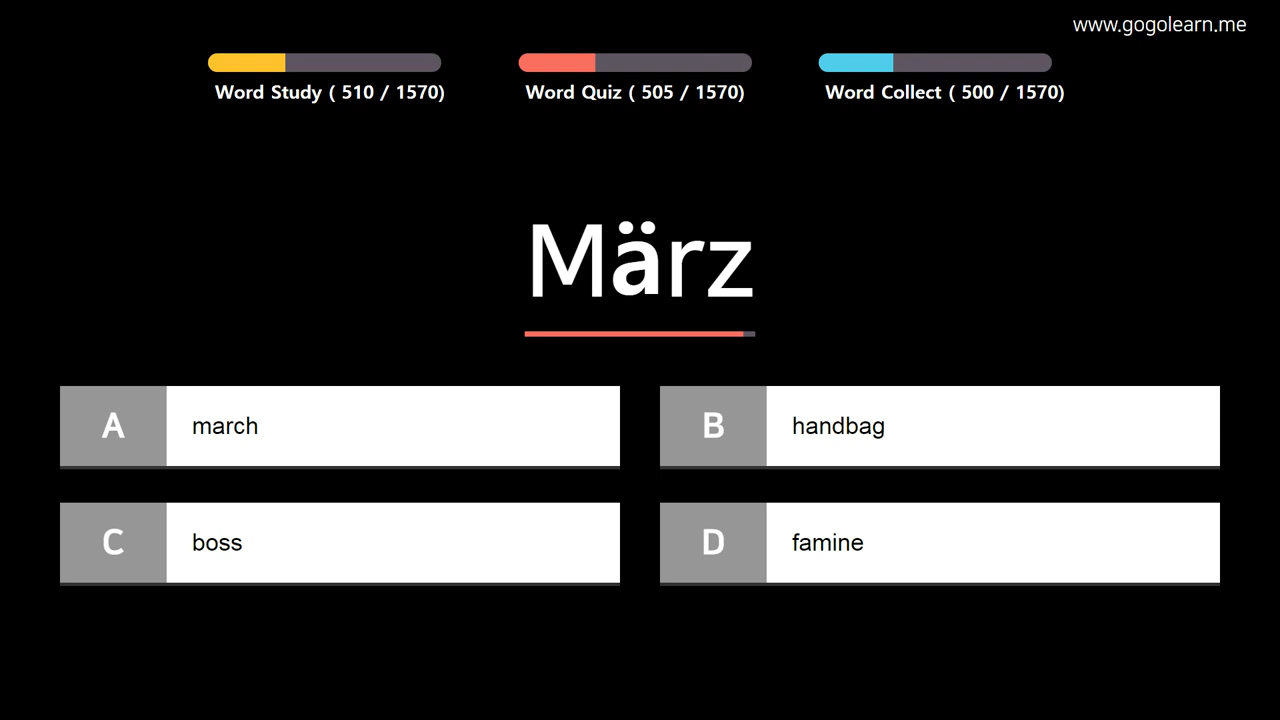 www.gogolearn.me
Word Study ( 510 / 1570)
Word Quiz ( 505 / 1570)
Word Collect ( 500 / 1570)
März
A march
B handbag
C boss
D famine